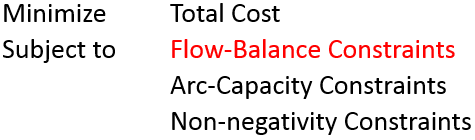 Minimize Total Cost
Subject to Flow-Balance Constraints
Arc-Capacity Constraints
Non-negativity Constraints